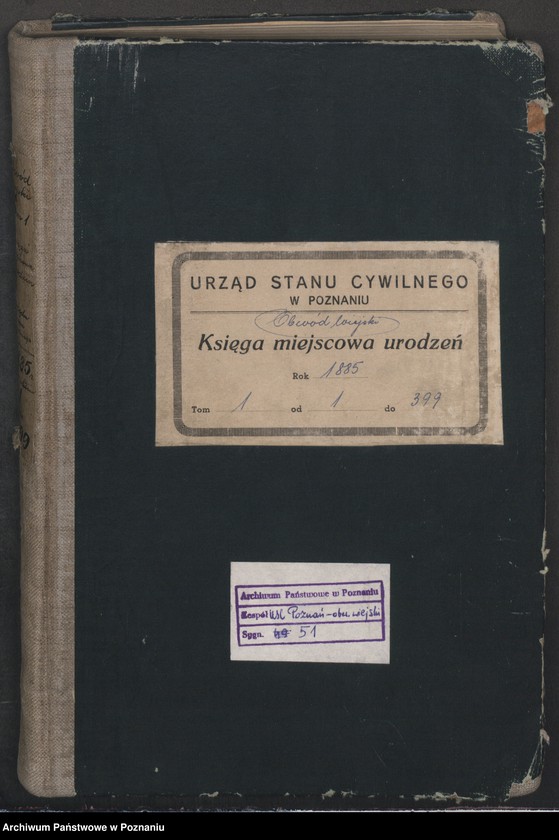 URZĄD STANU CYWILNEGO
W POZNANIU
Obwód wiejski
Księga miejscowa urodzeń
Rok 1885
Tom 1 od 1 do 399
Archiwum Państwowe w Poznaniu
Zespół USC Poznań-obw. wiejski
Sygn. 51
Archiwum Państwowe w Poznaniu